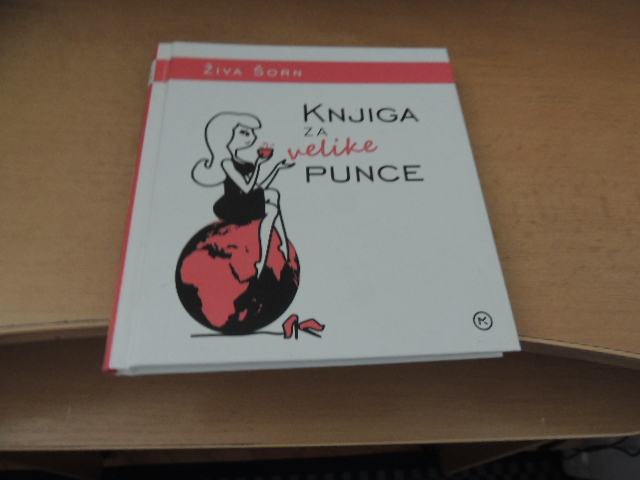 ŽIVA ŠORN
KNJIGA
ZA
velike
PUNCE